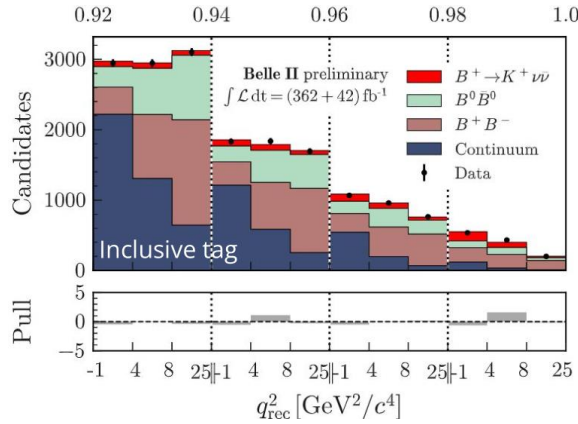 0.92 0.94 0.96 0.98 1.0
3000
2000
1000
0
Candidates
Belle II preliminary
∫ℒ dt = (362 + 42) fb⁻¹
B⁺→K⁺νν̄
B⁰B̄⁰
B⁺B⁻
Continuum
Data
Inclusive tag
5
0
−5
Pull
-1 4 8 25||-1 4 8 25||-1 4 8 25||-1 4 8 25
q²rec [GeV²/c⁴]